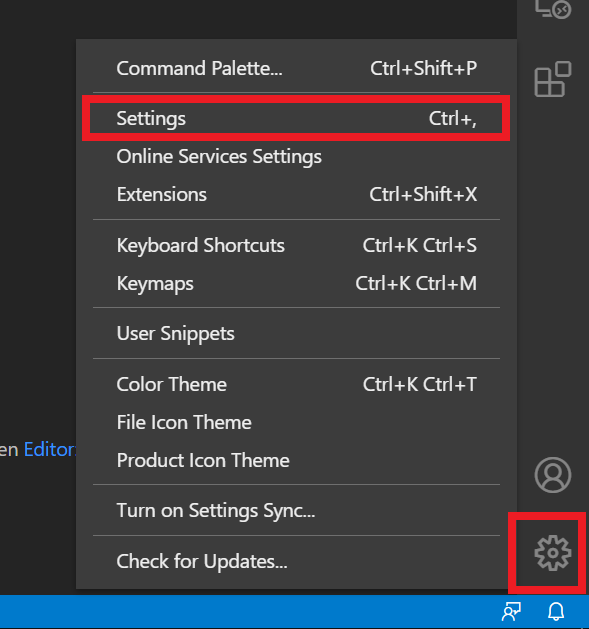 Command Palette... Ctrl+Shift+P
Settings Ctrl+,
Online Services Settings
Extensions Ctrl+Shift+X
Keyboard Shortcuts Ctrl+K Ctrl+S
Keymaps Ctrl+K Ctrl+M
User Snippets
Color Theme Ctrl+K Ctrl+T
File Icon Theme
en Editor
Product Icon Theme
Turn on Settings Sync...
Check for Updates...